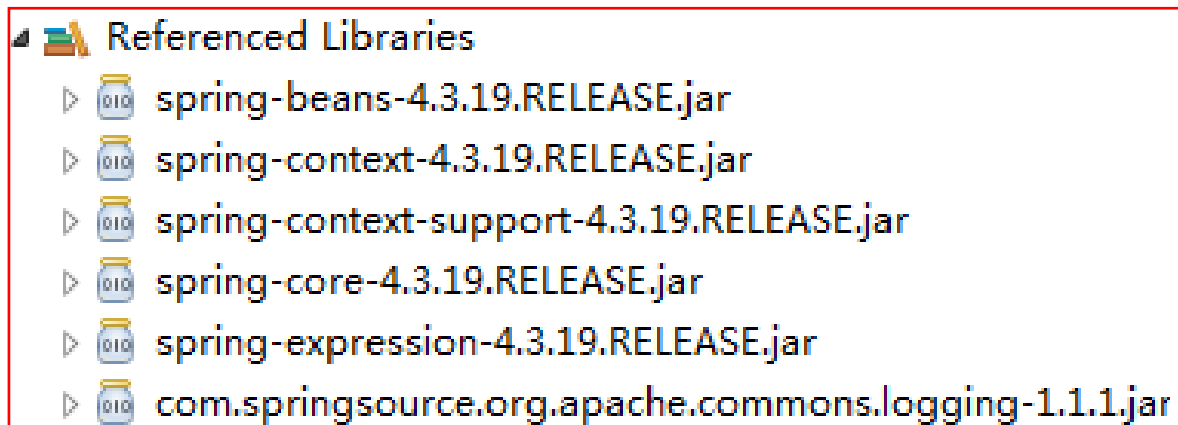 Referenced Libraries
spring-beans-4.3.19.RELEASE.jar
spring-context-4.3.19.RELEASE.jar
spring-context-support-4.3.19.RELEASE.jar
spring-core-4.3.19.RELEASE.jar
spring-expression-4.3.19.RELEASE.jar
com.springsource.org.apache.commons.logging-1.1.1.jar